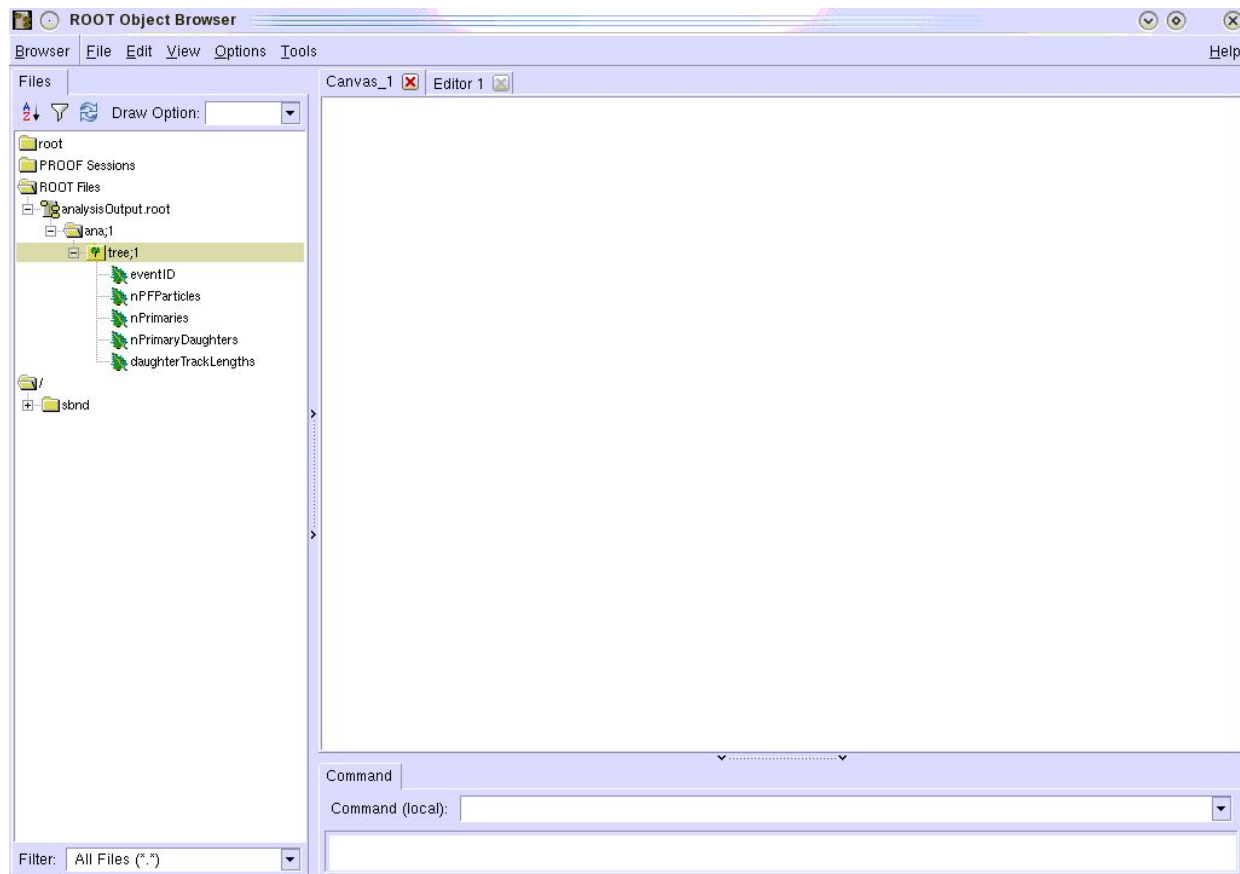 ROOT Object Browser
Browser File Edit View Options Tools Help
Files
Canvas_1 Editor 1
Draw Option:
root
PROOF Sessions
ROOT Files
analysisOutput.root
ana;1
tree;1
eventID
nPFParticles
nPrimaries
nPrimaryDaughters
daughterTrackLengths
/
sbnd
Command
Command (local):
Filter: All Files (*.*)